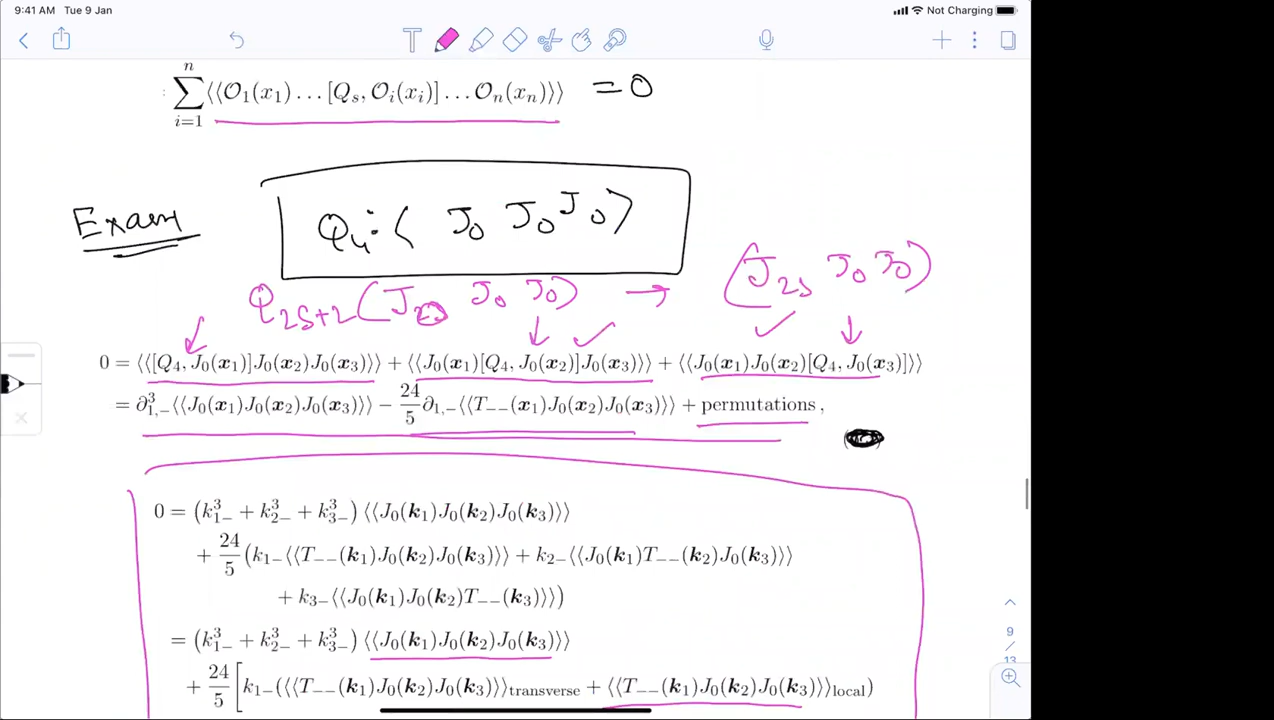 9:41 AM Tue 9 Jan
Not Charging
n
∑⟨⟨O₁(x₁) … [Qₛ, Oᵢ(xᵢ)] … Oₙ(xₙ)⟩⟩ = 0
i=1
Exam
Q₄ : ⟨ J₀ J₀ J₀ ⟩
Q₂ₛ₊₂ ( J J₀ J₀ ) → ( J₂ₛ J₀ J₀ )
0 = ⟨⟨[Q₄, J₀(x₁)]J₀(x₂)J₀(x₃)⟩⟩ + ⟨⟨J₀(x₁)[Q₄, J₀(x₂)]J₀(x₃)⟩⟩ + ⟨⟨J₀(x₁)J₀(x₂)[Q₄, J₀(x₃)]⟩⟩
= ∂³₁,₋⟨⟨J₀(x₁)J₀(x₂)J₀(x₃)⟩⟩ − 24/5 ∂₁,₋⟨⟨T₋₋(x₁)J₀(x₂)J₀(x₃)⟩⟩ + permutations ,
0 = (k³₁₋ + k³₂₋ + k³₃₋) ⟨⟨J₀(k₁)J₀(k₂)J₀(k₃)⟩⟩
+ 24/5 (k₁₋⟨⟨T₋₋(k₁)J₀(k₂)J₀(k₃)⟩⟩ + k₂₋⟨⟨J₀(k₁)T₋₋(k₂)J₀(k₃)⟩⟩
+ k₃₋⟨⟨J₀(k₁)J₀(k₂)T₋₋(k₃)⟩⟩)
= (k³₁₋ + k³₂₋ + k³₃₋) ⟨⟨J₀(k₁)J₀(k₂)J₀(k₃)⟩⟩
+ 24/5 [k₁₋(⟨⟨T₋₋(k₁)J₀(k₂)J₀(k₃)⟩⟩transverse + ⟨⟨T₋₋(k₁)J₀(k₂)J₀(k₃)⟩⟩local)
9
/
13